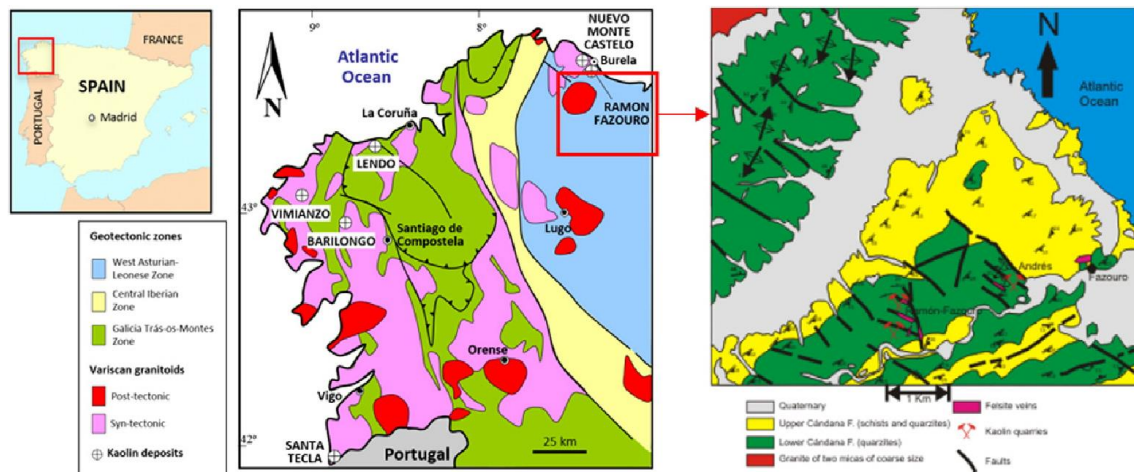 FRANCE
SPAIN
PORTUGAL
Madrid
Geotectonic zones
West Asturian-
Leonese Zone
Central Iberian
Zone
Galicia Trás-os-Montes
Zone
Variscan granitoids
Post-tectonic
Syn-tectonic
Kaolin deposits
9°
8°
NUEVO
MONTE
CASTELO
Burela
Atlantic
Ocean
N
RAMON
FAZOURO
La Coruña
LENDO
43°
VIMIANZO
BARILONGO
Santiago de
Compostela
Lugo
Orense
Vigo
42°
SANTA
TECLA
Portugal
25 km
N
Atlantic
Ocean
Andrés
Fazouro
Ramón-Fazouro
1 Km
Quaternary
Upper Cándana F. (schists and quarzites)
Lower Cándana F. (quarzites)
Granite of two micas of coarse size
Felsite veins
Kaolin quarries
Faults